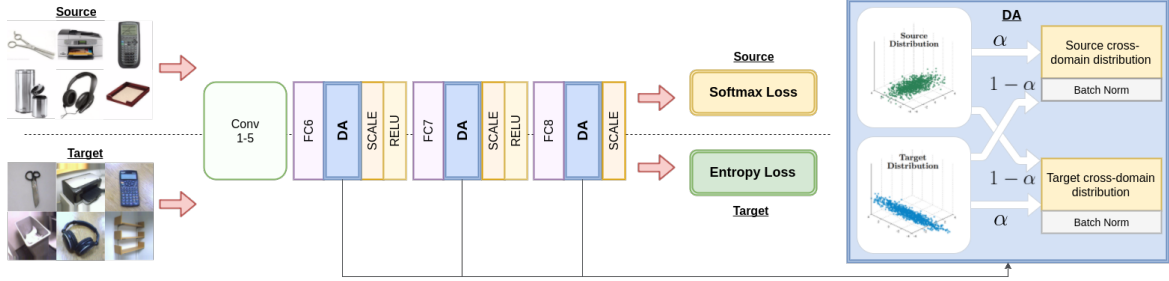 Source
Target
Conv
1-5
FC6
DA
SCALE
RELU
FC7
DA
SCALE
RELU
FC8
DA
SCALE
Source
Softmax Loss
Entropy Loss
Target
DA
Source
Distribution
Target
Distribution
α
1 − α
1 − α
α
Source cross-
domain distribution
Batch Norm
Target cross-domain
distribution
Batch Norm